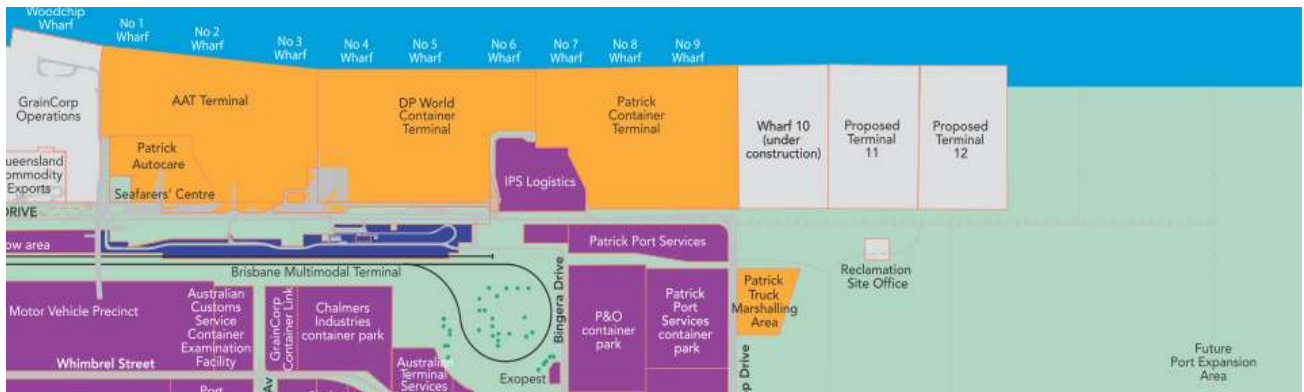 Woodchip
Wharf
No 1
Wharf
No 2
Wharf
No 3
Wharf
No 4
Wharf
No 5
Wharf
No 6
Wharf
No 7
Wharf
No 8
Wharf
No 9
Wharf
GrainCorp
Operations
AAT Terminal
DP World
Container
Terminal
Patrick
Container
Terminal
Wharf 10
(under
construction)
Proposed
Terminal
11
Proposed
Terminal
12
Patrick
Autocare
Seafarers' Centre
IPS Logistics
Exports
DRIVE
area
Patrick Port Services
Brisbane Multimodal Terminal
Bingera Drive
Reclamation
Site Office
Motor Vehicle Precinct
Australian
Customs
Service
Container
Examination
Facility
GrainCorp
Container Link
Chalmers
Industries
container park
P&O
container
park
Patrick
Port
Services
container
park
Patrick
Truck
Marshalling
Area
Whimbrel Street
Australian
Terminal
Services
Exopest
Port
Av
Drive
Future
Port Expansion
Area